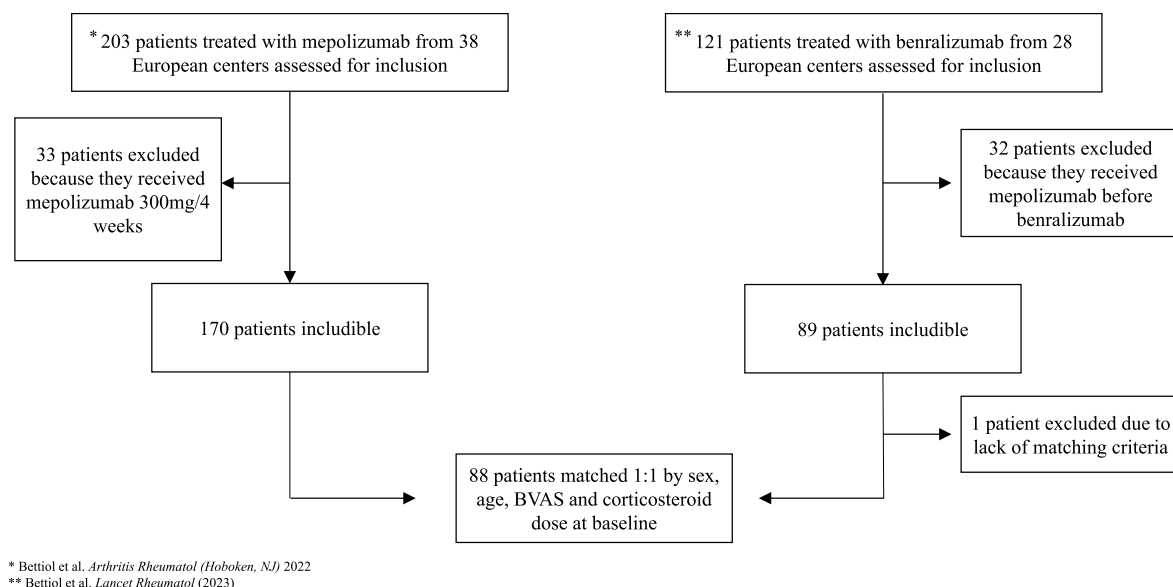 * 203 patients treated with mepolizumab from 38
European centers assessed for inclusion
** 121 patients treated with benralizumab from 28
European centers assessed for inclusion
33 patients excluded
because they received
mepolizumab 300mg/4
weeks
32 patients excluded
because they received
mepolizumab before
benralizumab
170 patients includible
89 patients includible
1 patient excluded due to
lack of matching criteria
88 patients matched 1:1 by sex,
age, BVAS and corticosteroid
dose at baseline
* Bettiol et al. Arthritis Rheumatol (Hoboken, NJ) 2022
** Bettiol et al. Lancet Rheumatol (2023)